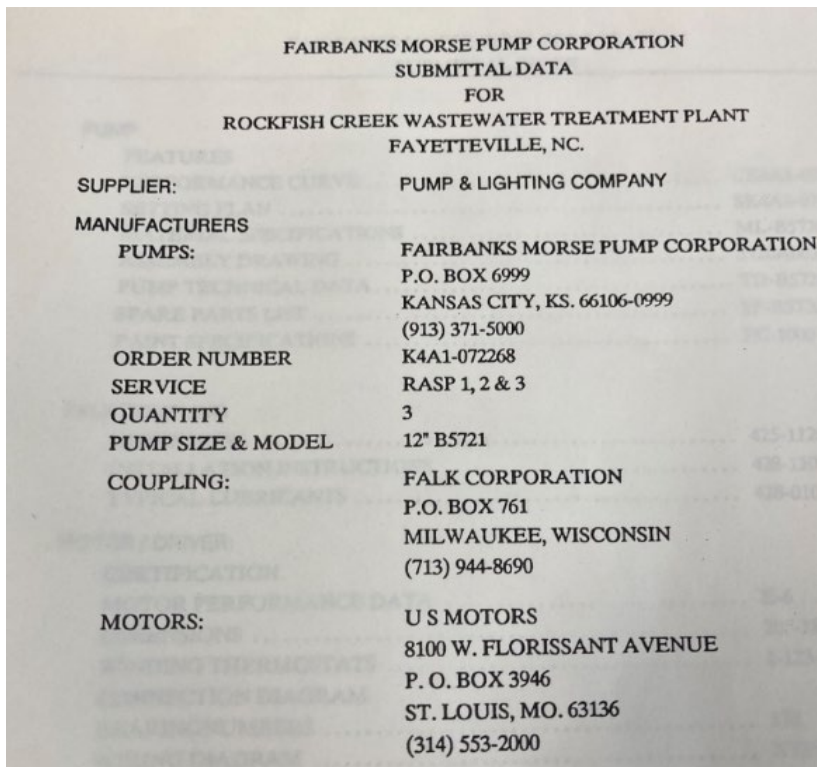 FAIRBANKS MORSE PUMP CORPORATION
SUBMITTAL DATA
FOR
ROCKFISH CREEK WASTEWATER TREATMENT PLANT
FAYETTEVILLE, NC.
SUPPLIER: PUMP & LIGHTING COMPANY
MANUFACTURERS
PUMPS: FAIRBANKS MORSE PUMP CORPORATION
P.O. BOX 6999
KANSAS CITY, KS. 66106-0999
(913) 371-5000
ORDER NUMBER K4A1-072268
SERVICE RASP 1, 2 & 3
QUANTITY 3
PUMP SIZE & MODEL 12" B5721
COUPLING: FALK CORPORATION
P.O. BOX 761
MILWAUKEE, WISCONSIN
(713) 944-8690
MOTORS: U S MOTORS
8100 W. FLORISSANT AVENUE
P. O. BOX 3946
ST. LOUIS, MO. 63136
(314) 553-2000